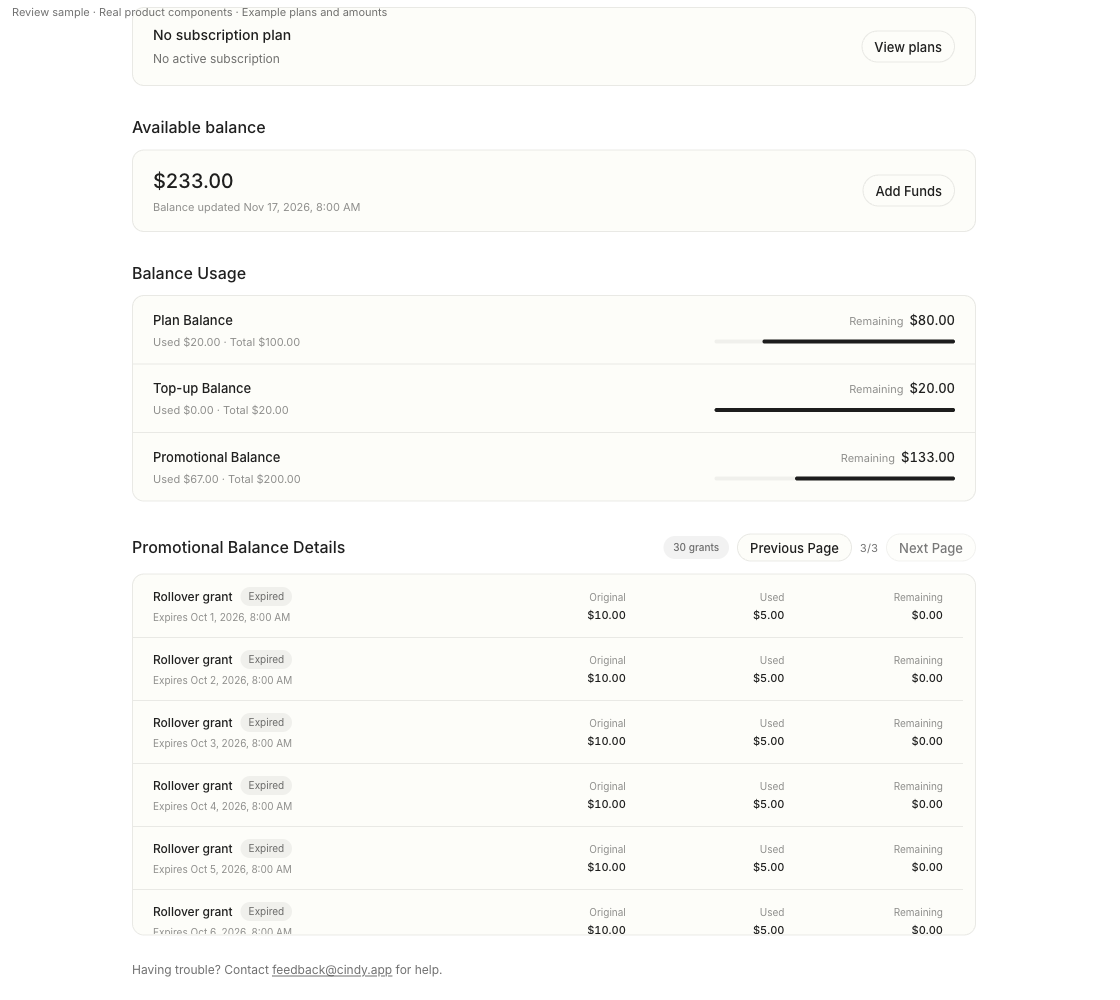 Review sample · Real product components · Example plans and amounts
No subscription plan
No active subscription
View plans
Available balance
$233.00
Balance updated Nov 17, 2026, 8:00 AM
Add Funds
Balance Usage
Plan Balance
Remaining $80.00
Used $20.00 · Total $100.00
Top-up Balance
Remaining $20.00
Used $0.00 · Total $20.00
Promotional Balance
Remaining $133.00
Used $67.00 · Total $200.00
Promotional Balance Details
30 grants
Previous Page
3/3
Next Page
Rollover grant Expired
Original Used Remaining
Expires Oct 1, 2026, 8:00 AM
$10.00 $5.00 $0.00
Rollover grant Expired
Original Used Remaining
Expires Oct 2, 2026, 8:00 AM
$10.00 $5.00 $0.00
Rollover grant Expired
Original Used Remaining
Expires Oct 3, 2026, 8:00 AM
$10.00 $5.00 $0.00
Rollover grant Expired
Original Used Remaining
Expires Oct 4, 2026, 8:00 AM
$10.00 $5.00 $0.00
Rollover grant Expired
Original Used Remaining
Expires Oct 5, 2026, 8:00 AM
$10.00 $5.00 $0.00
Rollover grant Expired
Original Used Remaining
Expires Oct 6, 2026, 8:00 AM
$10.00 $5.00 $0.00
Having trouble? Contact feedback@cindy.app for help.